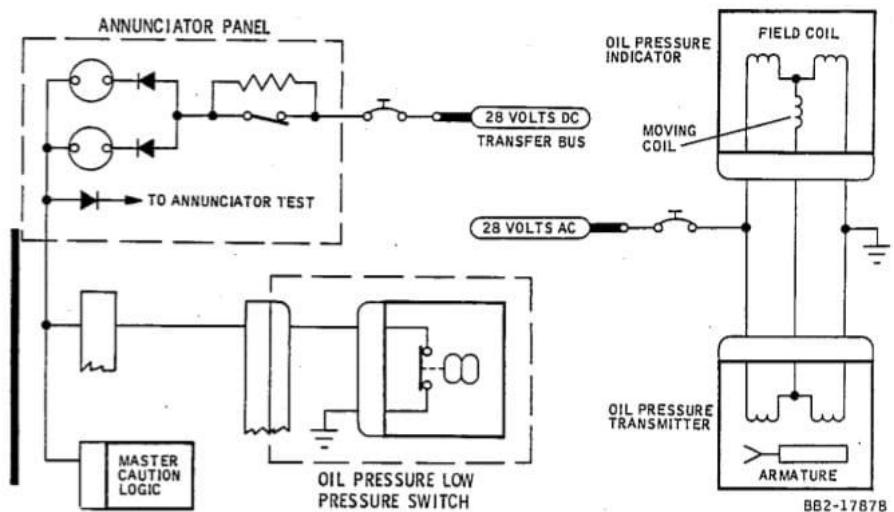 ANNUNCIATOR PANEL
28 VOLTS DC
TRANSFER BUS
TO ANNUNCIATOR TEST
OIL PRESSURE
INDICATOR
FIELD COIL
MOVING
COIL
28 VOLTS AC
MASTER
CAUTION
LOGIC
OIL PRESSURE LOW
PRESSURE SWITCH
OIL PRESSURE
TRANSMITTER
ARMATURE
BB2-1787B